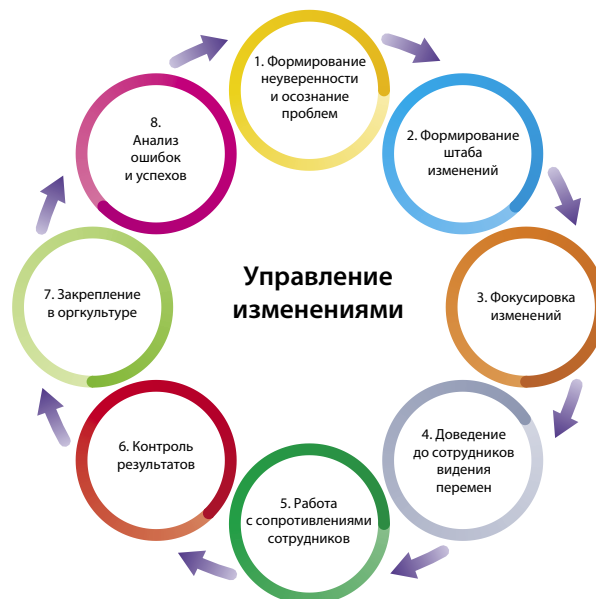 1. Формирование
неуверенности
и осознание
проблем
2. Формирование
штаба
изменений
3. Фокусировка
изменений
4. Доведение
до сотрудников
видения
перемен
5. Работа
с сопротивлениями
сотрудников
6. Контроль
результатов
7. Закрепление
в оргкультуре
8.
Анализ
ошибок
и успехов
Управление
изменениями